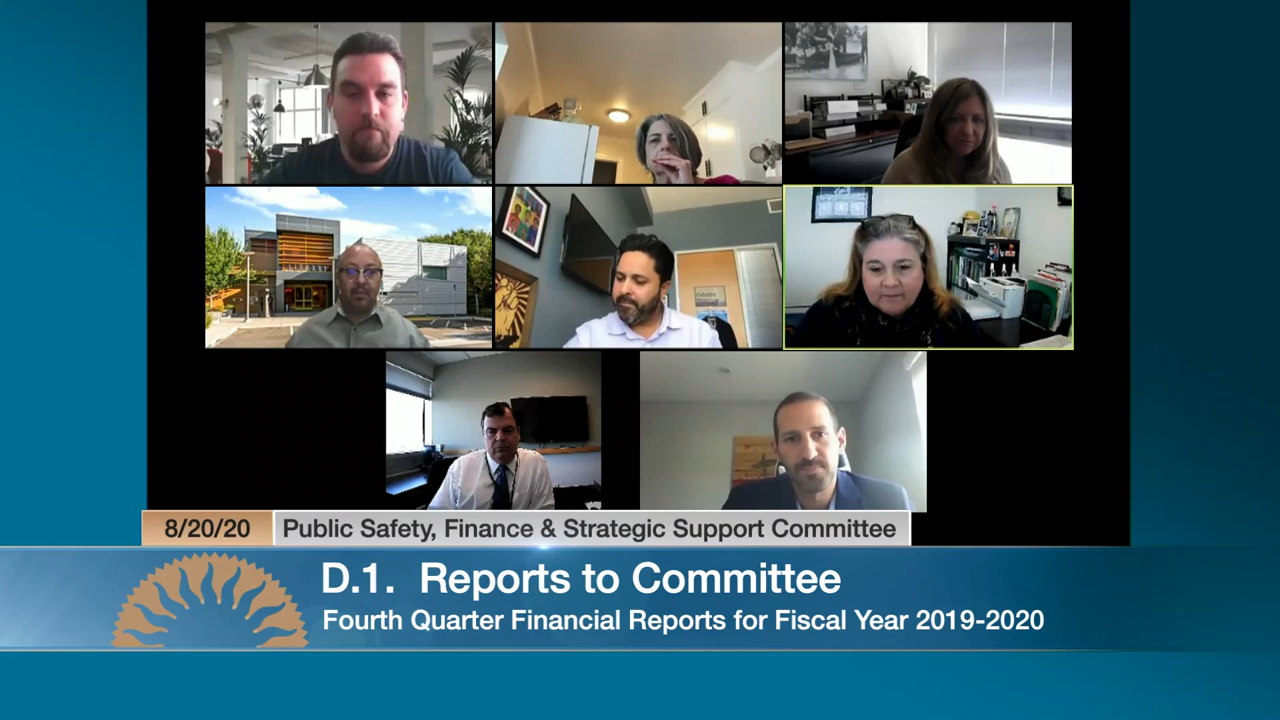 LIBRARY
8/20/20 Public Safety, Finance & Strategic Support Committee
D.1. Reports to Committee
Fourth Quarter Financial Reports for Fiscal Year 2019-2020